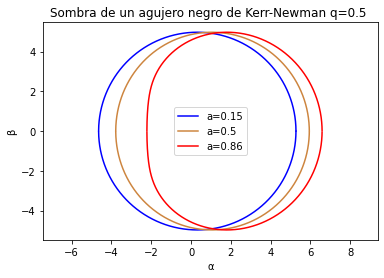 Sombra de un agujero negro de Kerr-Newman q=0.5
β
4
2
0
−2
−4
a=0.15
a=0.5
a=0.86
−6 −4 −2 0 2 4 6 8
α